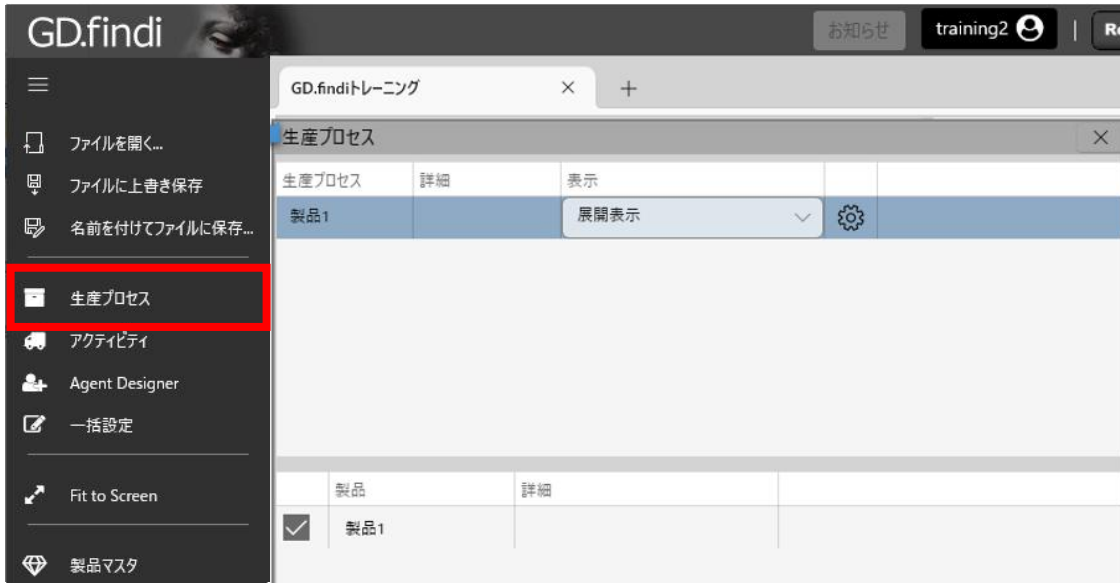 GD.findi
お知らせ
training2
|
GD.findiトレーニング
ファイルを開く...
ファイルに上書き保存
名前を付けてファイルに保存...
生産プロセス
アクティビティ
Agent Designer
一括設定
Fit to Screen
製品マスタ
生産プロセス
生産プロセス 詳細 表示
製品1 展開表示
製品 詳細
製品1